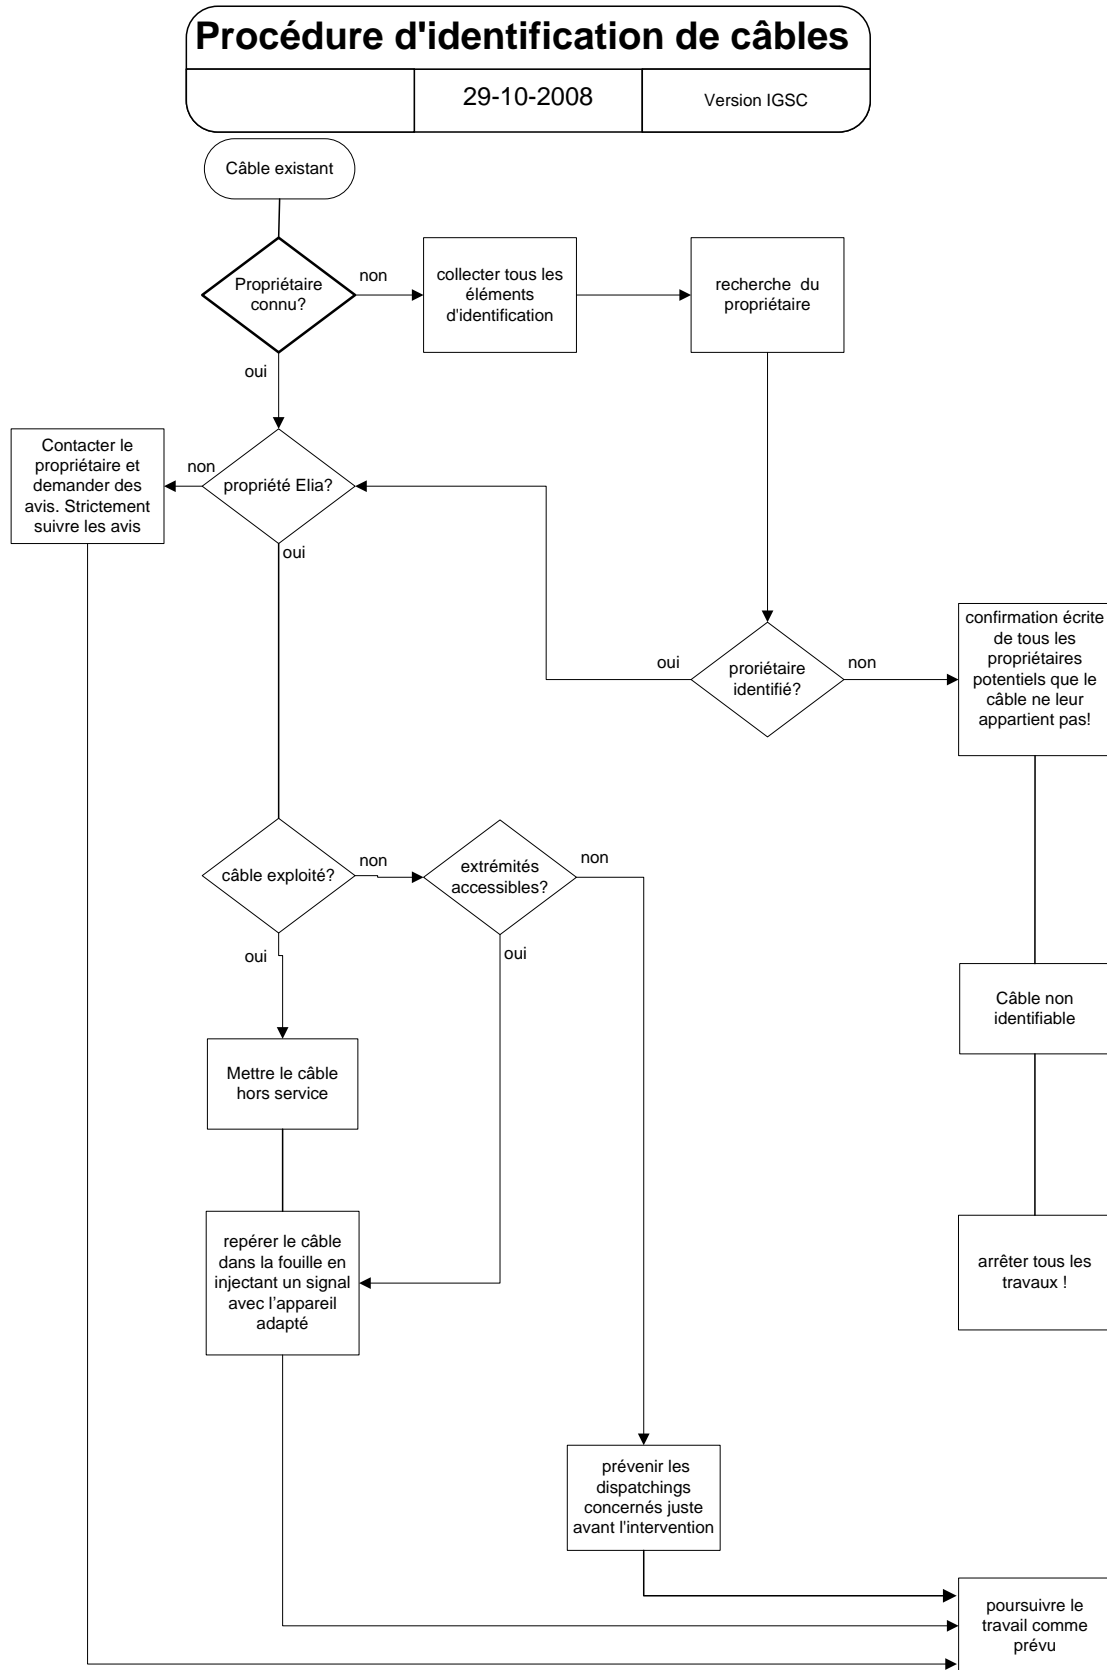 Procédure d'identification de câbles
29-10-2008
Version IGSC
Câble existant
Propriétaire
connu?
non
collecter tous les
éléments
d'identification
recherche du
propriétaire
oui
Contacter le
propriétaire et
demander des
avis. Strictement
suivre les avis
non
propriété Elia?
oui
oui
proriétaire
identifié?
non
confirmation écrite
de tous les
propriétaires
potentiels que le
câble ne leur
appartient pas!
câble exploité?
non
extrémités
accessibles?
non
oui
oui
Câble non
identifiable
Mettre le câble
hors service
repérer le câble
dans la fouille en
injectant un signal
avec l'appareil
adapté
arrêter tous les
travaux !
prévenir les
dispatchings
concernés juste
avant l'intervention
poursuivre le
travail comme
prévu